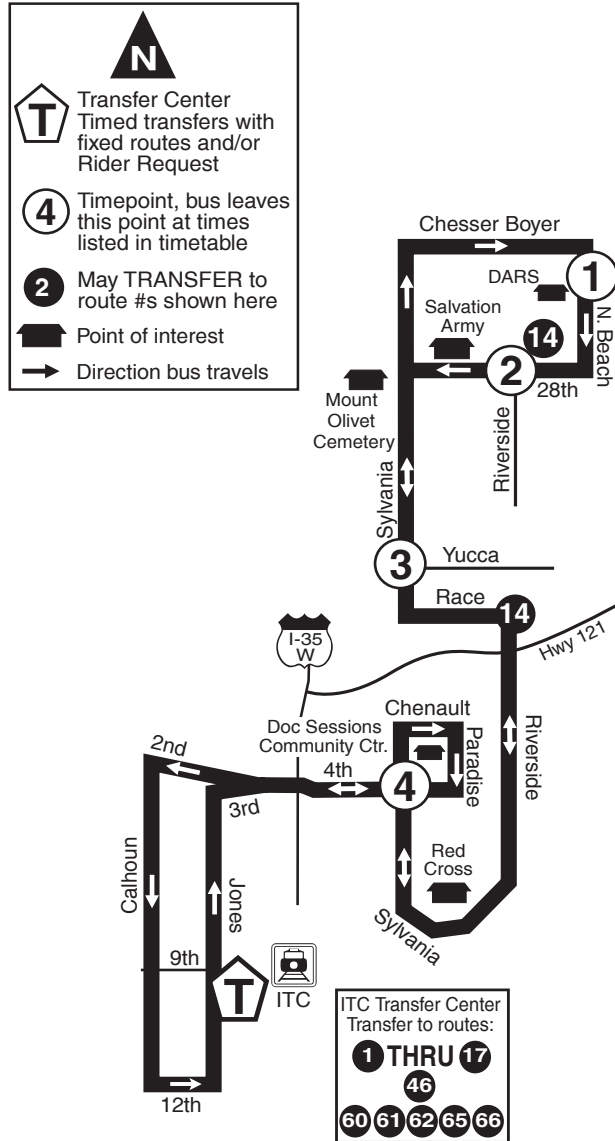 N
T
Transfer Center
Timed transfers with
fixed routes and/or
Rider Request
4
Timepoint, bus leaves
this point at times
listed in timetable
2
May TRANSFER to
route #s shown here
Point of interest
Direction bus travels
Chesser Boyer
1
DARS
N. Beach
Salvation
Army
14
2
28th
Riverside
Mount
Olivet
Cemetery
Sylvania
3
Yucca
Race
14
Hwy 121
I-35
W
Chenault
Doc Sessions
Community Ctr.
Paradise
Riverside
2nd
4th
4
3rd
Calhoun
Jones
Red
Cross
Sylvania
9th
T
ITC
12th
ITC Transfer Center
Transfer to routes:
1 THRU 17
46
60 61 62 65 66